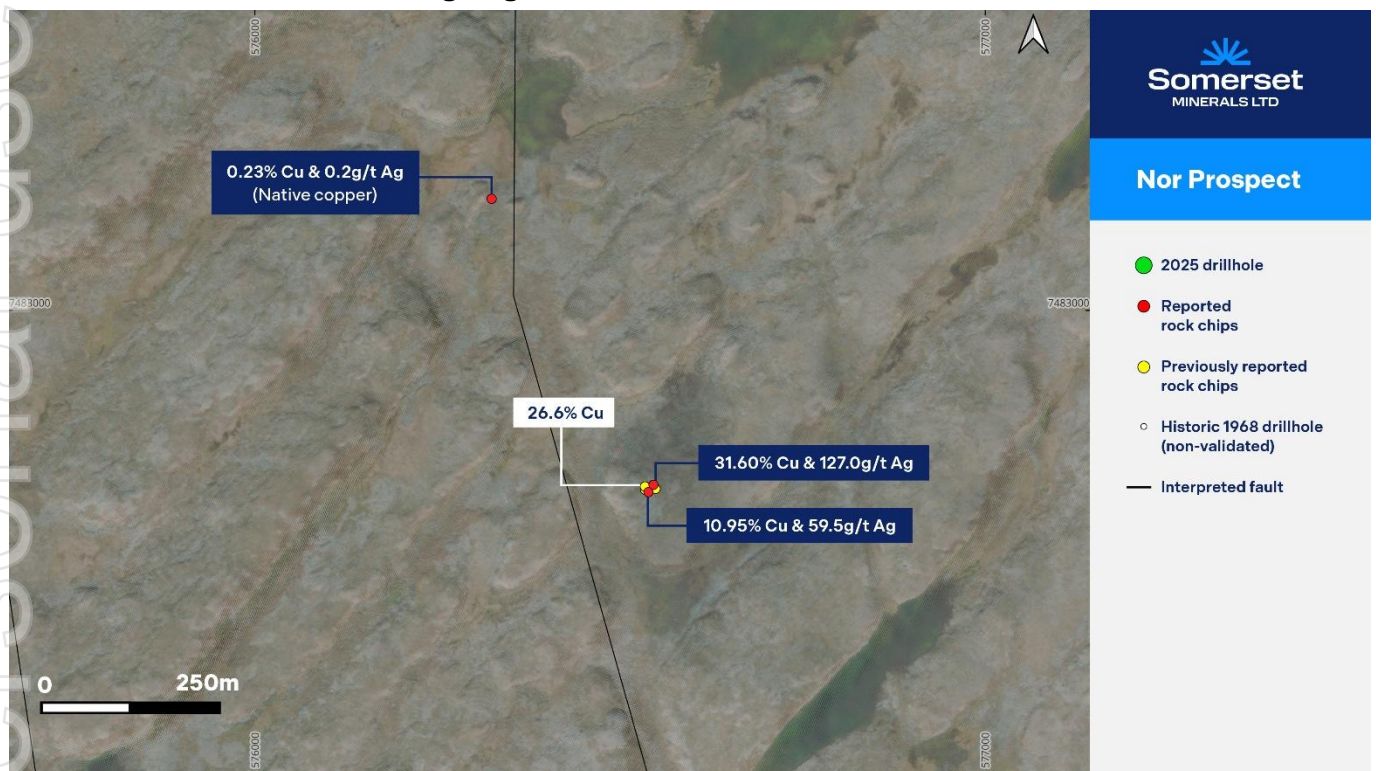 576000
577000
0.23% Cu & 0.2g/t Ag
(Native copper)
7483000
7483000
26.6% Cu
31.60% Cu & 127.0g/t Ag
10.95% Cu & 59.5g/t Ag
0 250m
576000
577000
Somerset
MINERALS LTD
Nor Prospect
2025 drillhole
Reported
rock chips
Previously reported
rock chips
Historic 1968 drillhole
(non-validated)
Interpreted fault